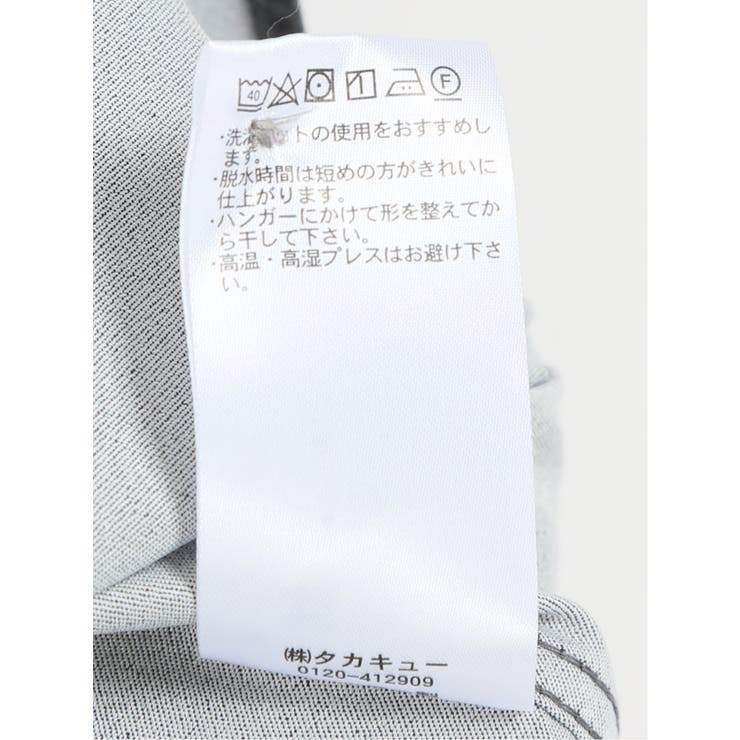 40 F
・洗濯ネットの使用をおすすめし
ます。
・脱水時間は短めの方がきれいに
仕上がります。
・ハンガーにかけて形を整えてか
ら干して下さい。
・高温・高湿プレスはお避け下さ
い。
(株)タカキュー
0120-412909